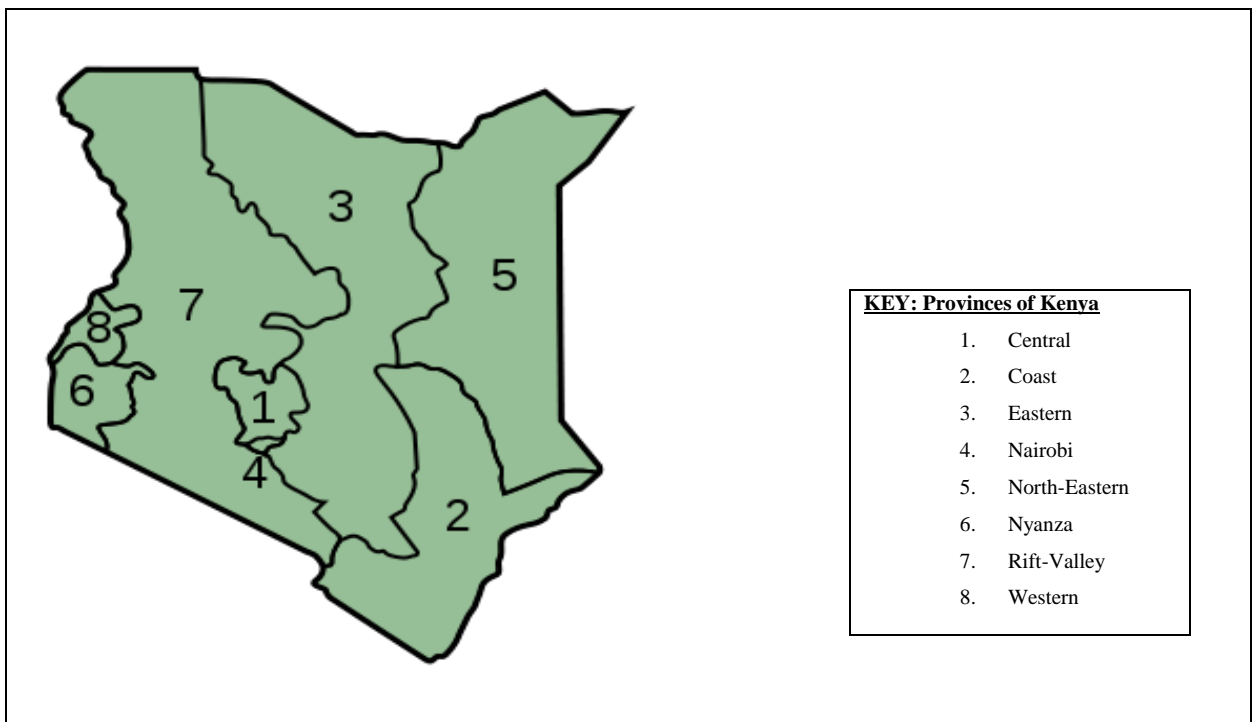 3
5
7
8
6
1
4
2
KEY: Provinces of Kenya
1. Central
2. Coast
3. Eastern
4. Nairobi
5. North-Eastern
6. Nyanza
7. Rift-Valley
8. Western